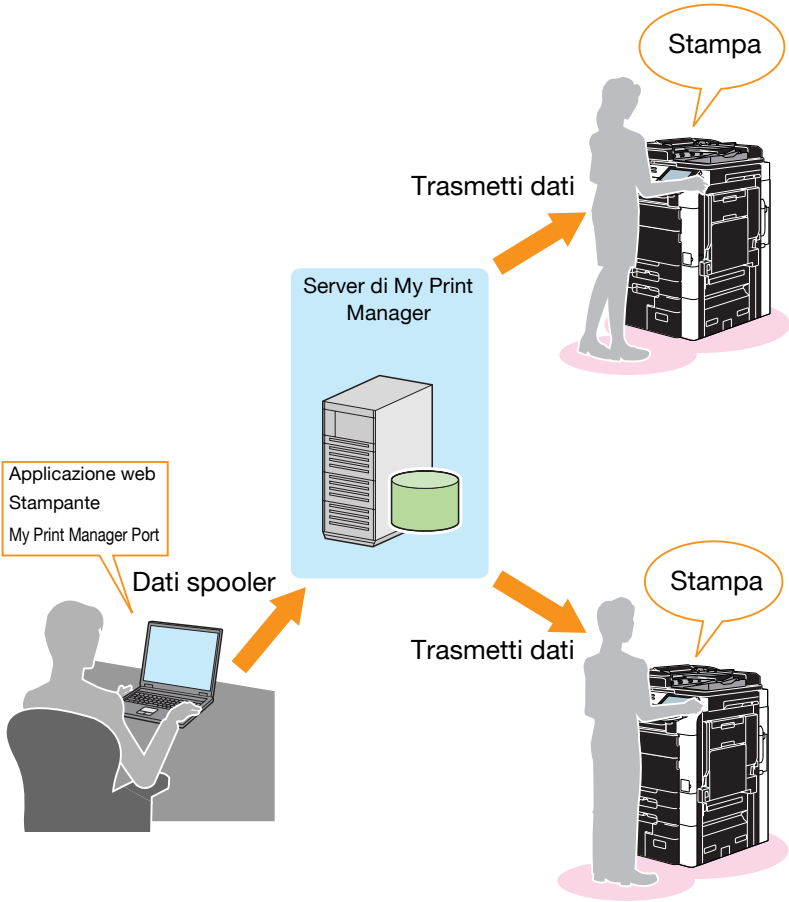 Stampa
Trasmetti dati
Server di My Print
Manager
Applicazione web
Stampante
My Print Manager Port
Dati spooler
Stampa
Trasmetti dati